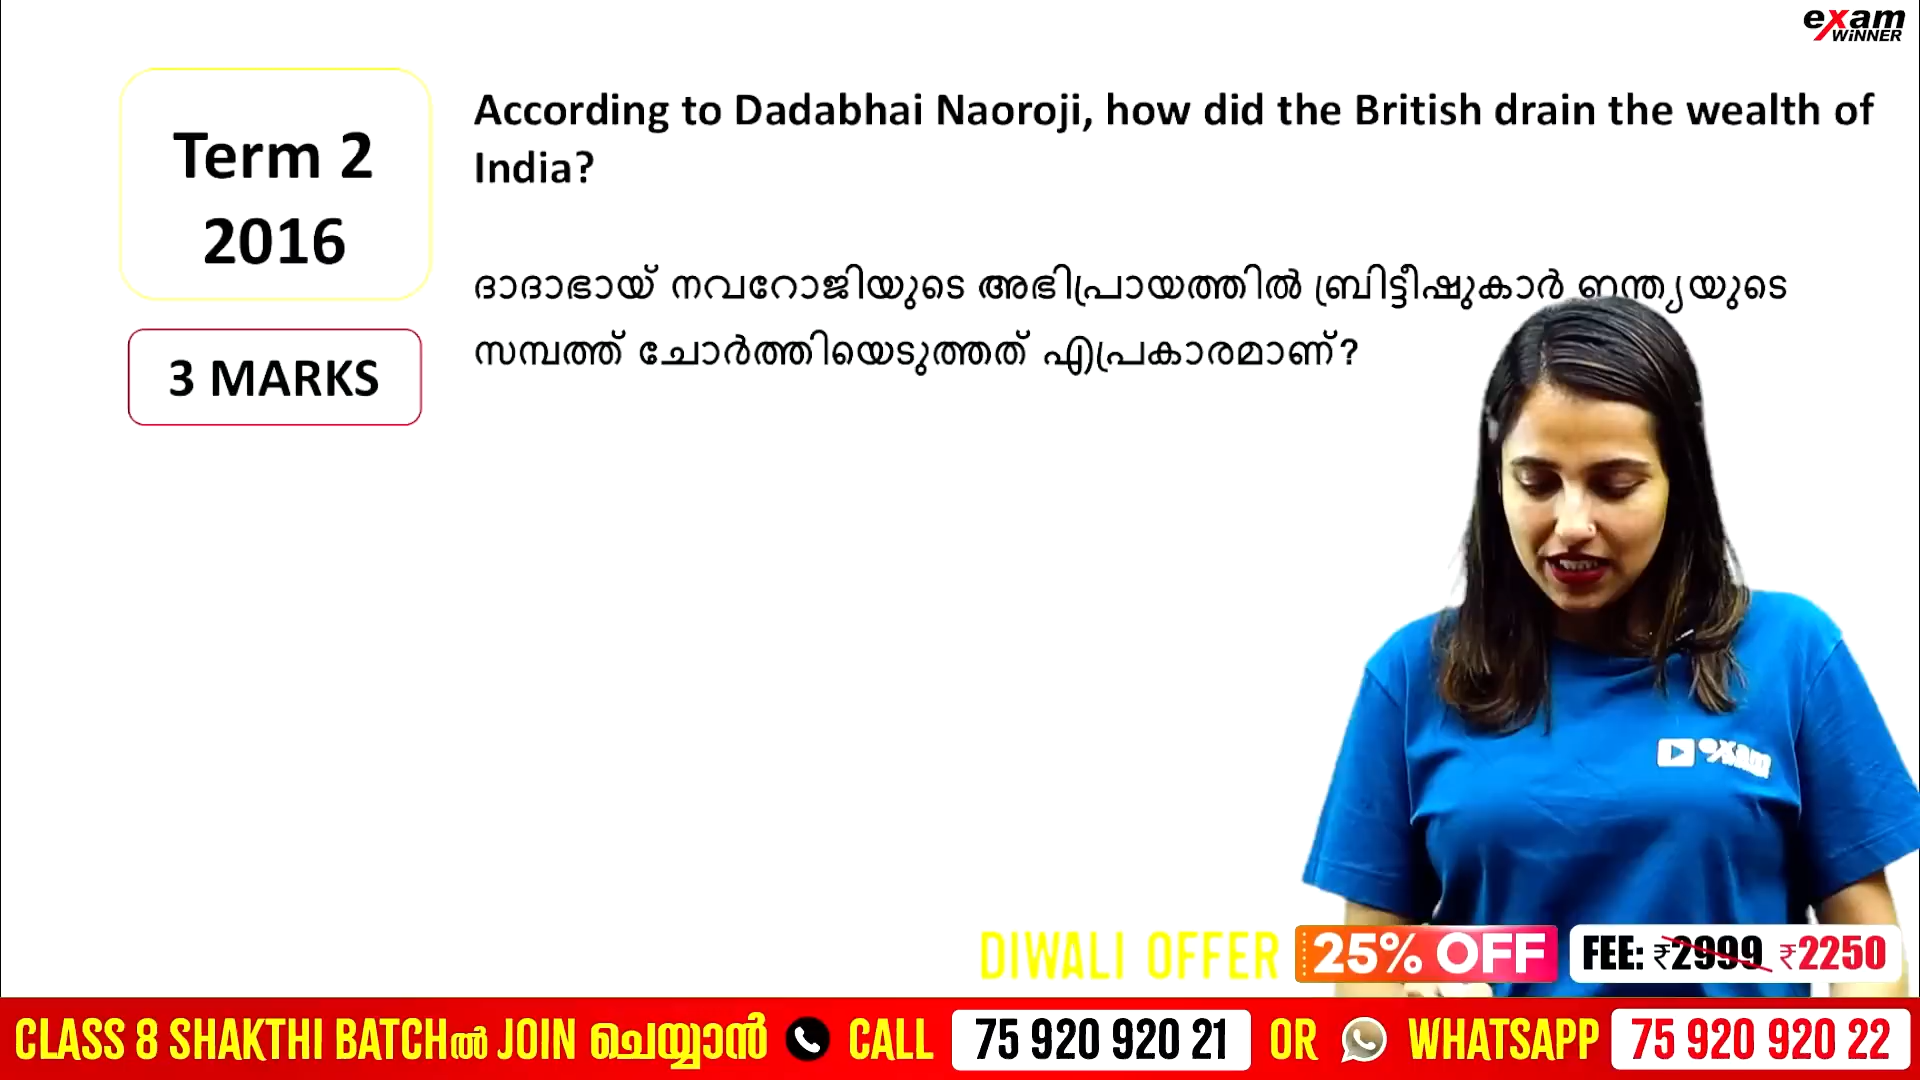 exam
WINNER
Term 2
2016
3 MARKS
According to Dadabhai Naoroji, how did the British drain the wealth of
India?
ദാദാഭായ് നവറോജിയുടെ അഭിപ്രായത്തിൽ ബ്രിട്ടീഷുകാർ ഇന്ത്യയുടെ
സമ്പത്ത് ചോർത്തിയെടുത്തത് എപ്രകാരമാണ്?
exam
DIWALI OFFER 25% OFF FEE: ₹2999 ₹2250
CLASS 8 SHAKTHI BATCHൽ JOIN ചെയ്യാൻ CALL 75 920 920 21 OR WHATSAPP 75 920 920 22